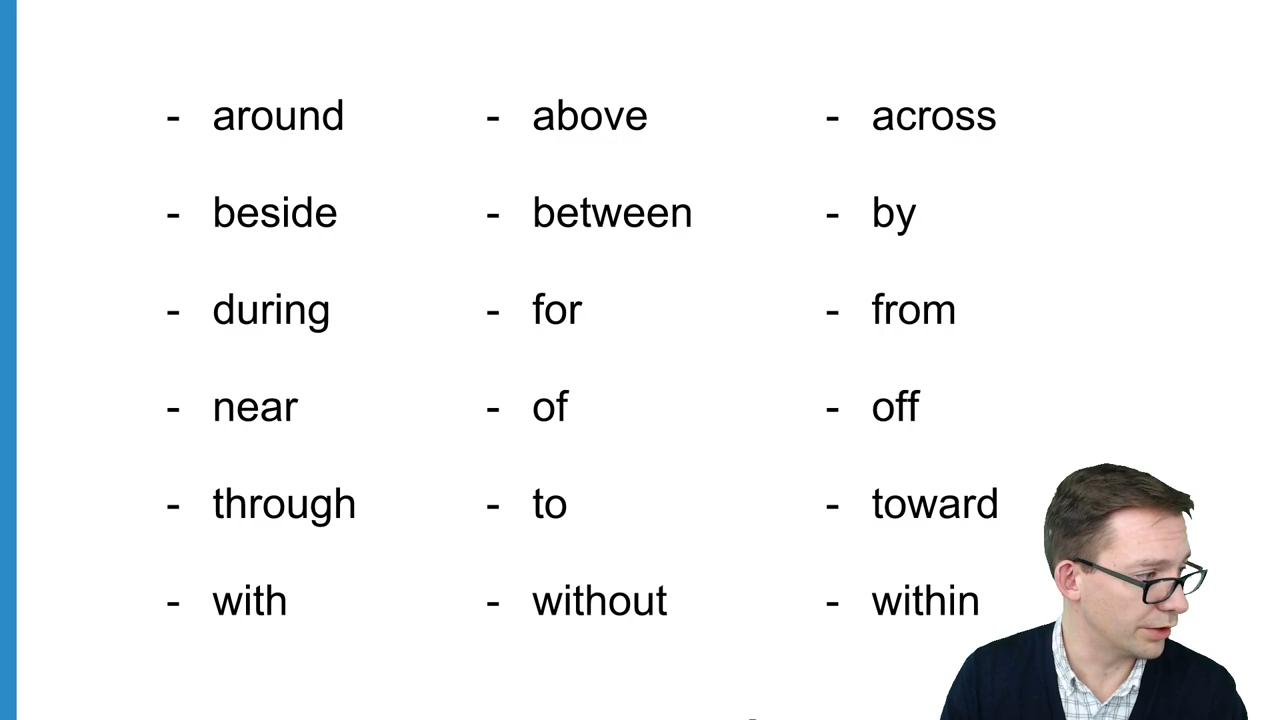 - around - above - across
- beside - between - by
- during - for - from
- near - of - off
- through - to - toward
- with - without - within